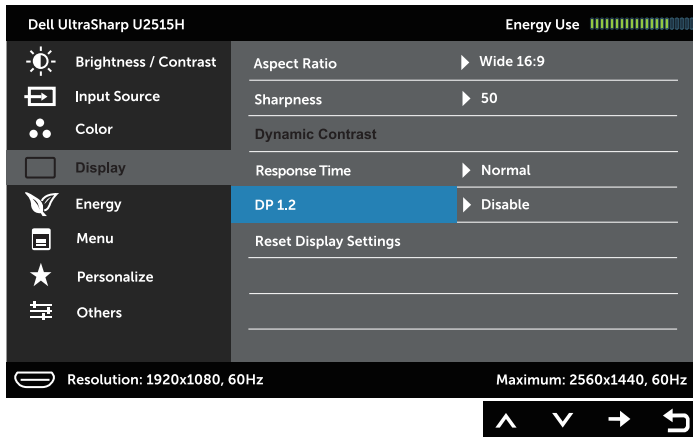 Dell UltraSharp U2515H Energy Use
Brightness / Contrast
Input Source
Color
Display
Energy
Menu
Personalize
Others
Aspect Ratio Wide 16:9
Sharpness 50
Dynamic Contrast
Response Time Normal
DP 1.2 Disable
Reset Display Settings
Resolution: 1920x1080, 60Hz Maximum: 2560x1440, 60Hz